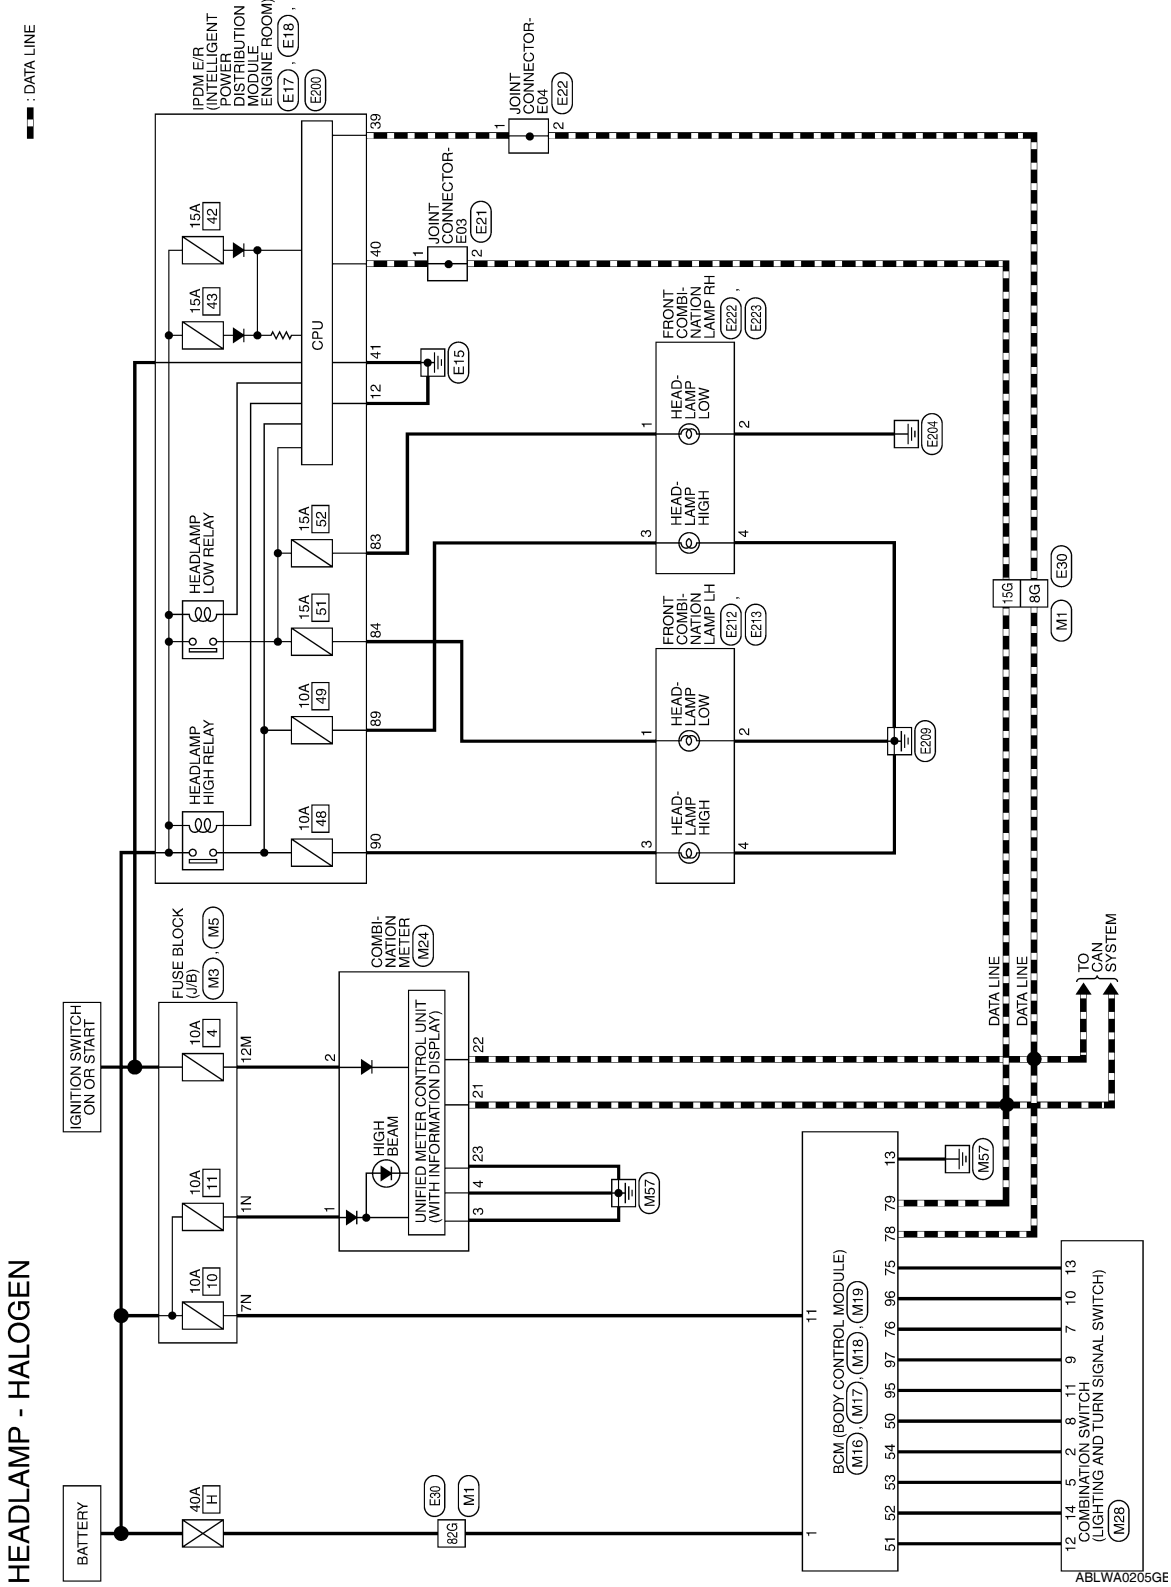 HEADLAMP - HALOGEN
: DATA LINE
BATTERY
IGNITION SWITCH
ON OR START
40A
H
FUSE BLOCK
(J/B)
M3 , M5
10A
10
10A
11
10A
4
7N
1N
12M
IPDM E/R
(INTELLIGENT
POWER
DISTRIBUTION
MODULE
ENGINE ROOM)
E17 , E18 ,
E200
HEADLAMP
HIGH RELAY
HEADLAMP
LOW RELAY
10A
48
10A
49
15A
51
15A
52
15A
43
15A
42
CPU
90
89
84
83
12
41
40
39
E15
JOINT
CONNECTOR-
E03
E21
1
2
JOINT
CONNECTOR-
E04
E22
1
2
COMBI-
NATION
METER
M24
1
2
HIGH
BEAM
UNIFIED METER CONTROL UNIT
(WITH INFORMATION DISPLAY)
3
4
23
21
22
M57
FRONT
COMBI-
NATION
LAMP LH
E212 ,
E213
3
1
HEAD-
LAMP
HIGH
HEAD-
LAMP
LOW
4
2
FRONT
COMBI-
NATION
LAMP RH
E222 ,
E223
3
1
HEAD-
LAMP
HIGH
HEAD-
LAMP
LOW
4
2
E209
E204
E30
82G
M1
15G
8G
M1
E30
DATA LINE
DATA LINE
TO
CAN
SYSTEM
1
11
BCM (BODY CONTROL MODULE)
M16 , M17 , M18 , M19
51
52
53
54
50
95
97
76
96
75
78
79
13
M57
12
14
5
2
8
11
9
7
10
13
COMBINATION SWITCH
(LIGHTING AND TURN SIGNAL SWITCH)
M28
ABLWA0205GB